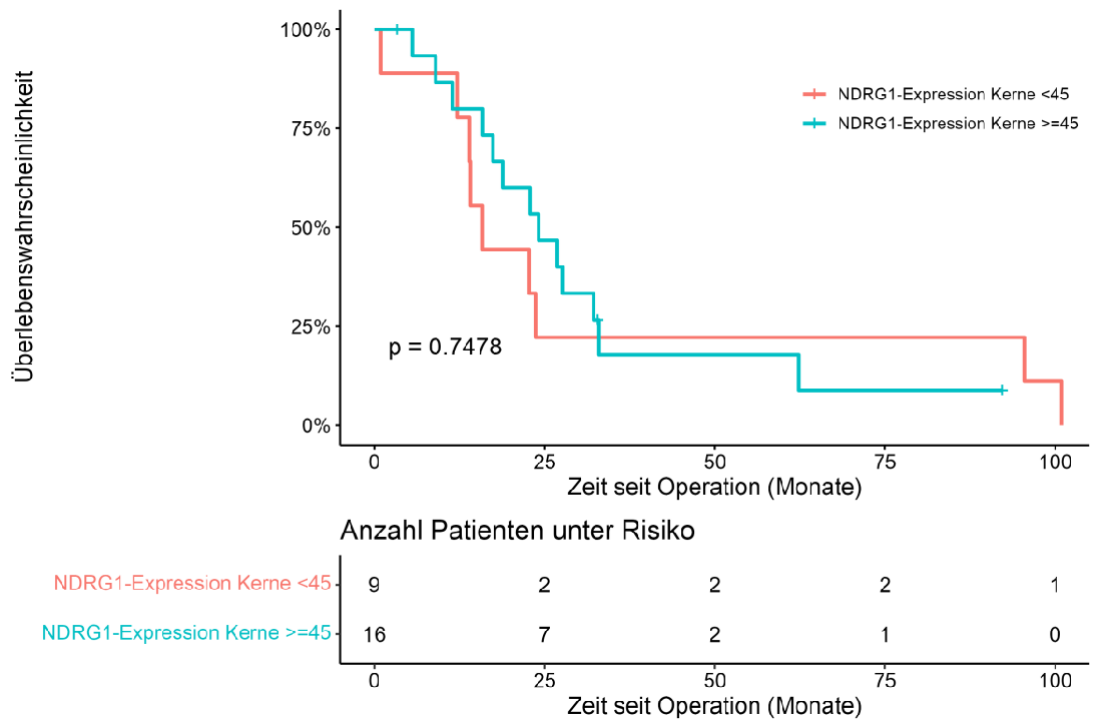 Überlebenswahrscheinlichkeit
100%
75%
50%
25%
0%
NDRG1-Expression Kerne <45
NDRG1-Expression Kerne >=45
p = 0.7478
0 25 50 75 100
Zeit seit Operation (Monate)
Anzahl Patienten unter Risiko
NDRG1-Expression Kerne <45 9 2 2 2 1
NDRG1-Expression Kerne >=45 16 7 2 1 0
0 25 50 75 100
Zeit seit Operation (Monate)